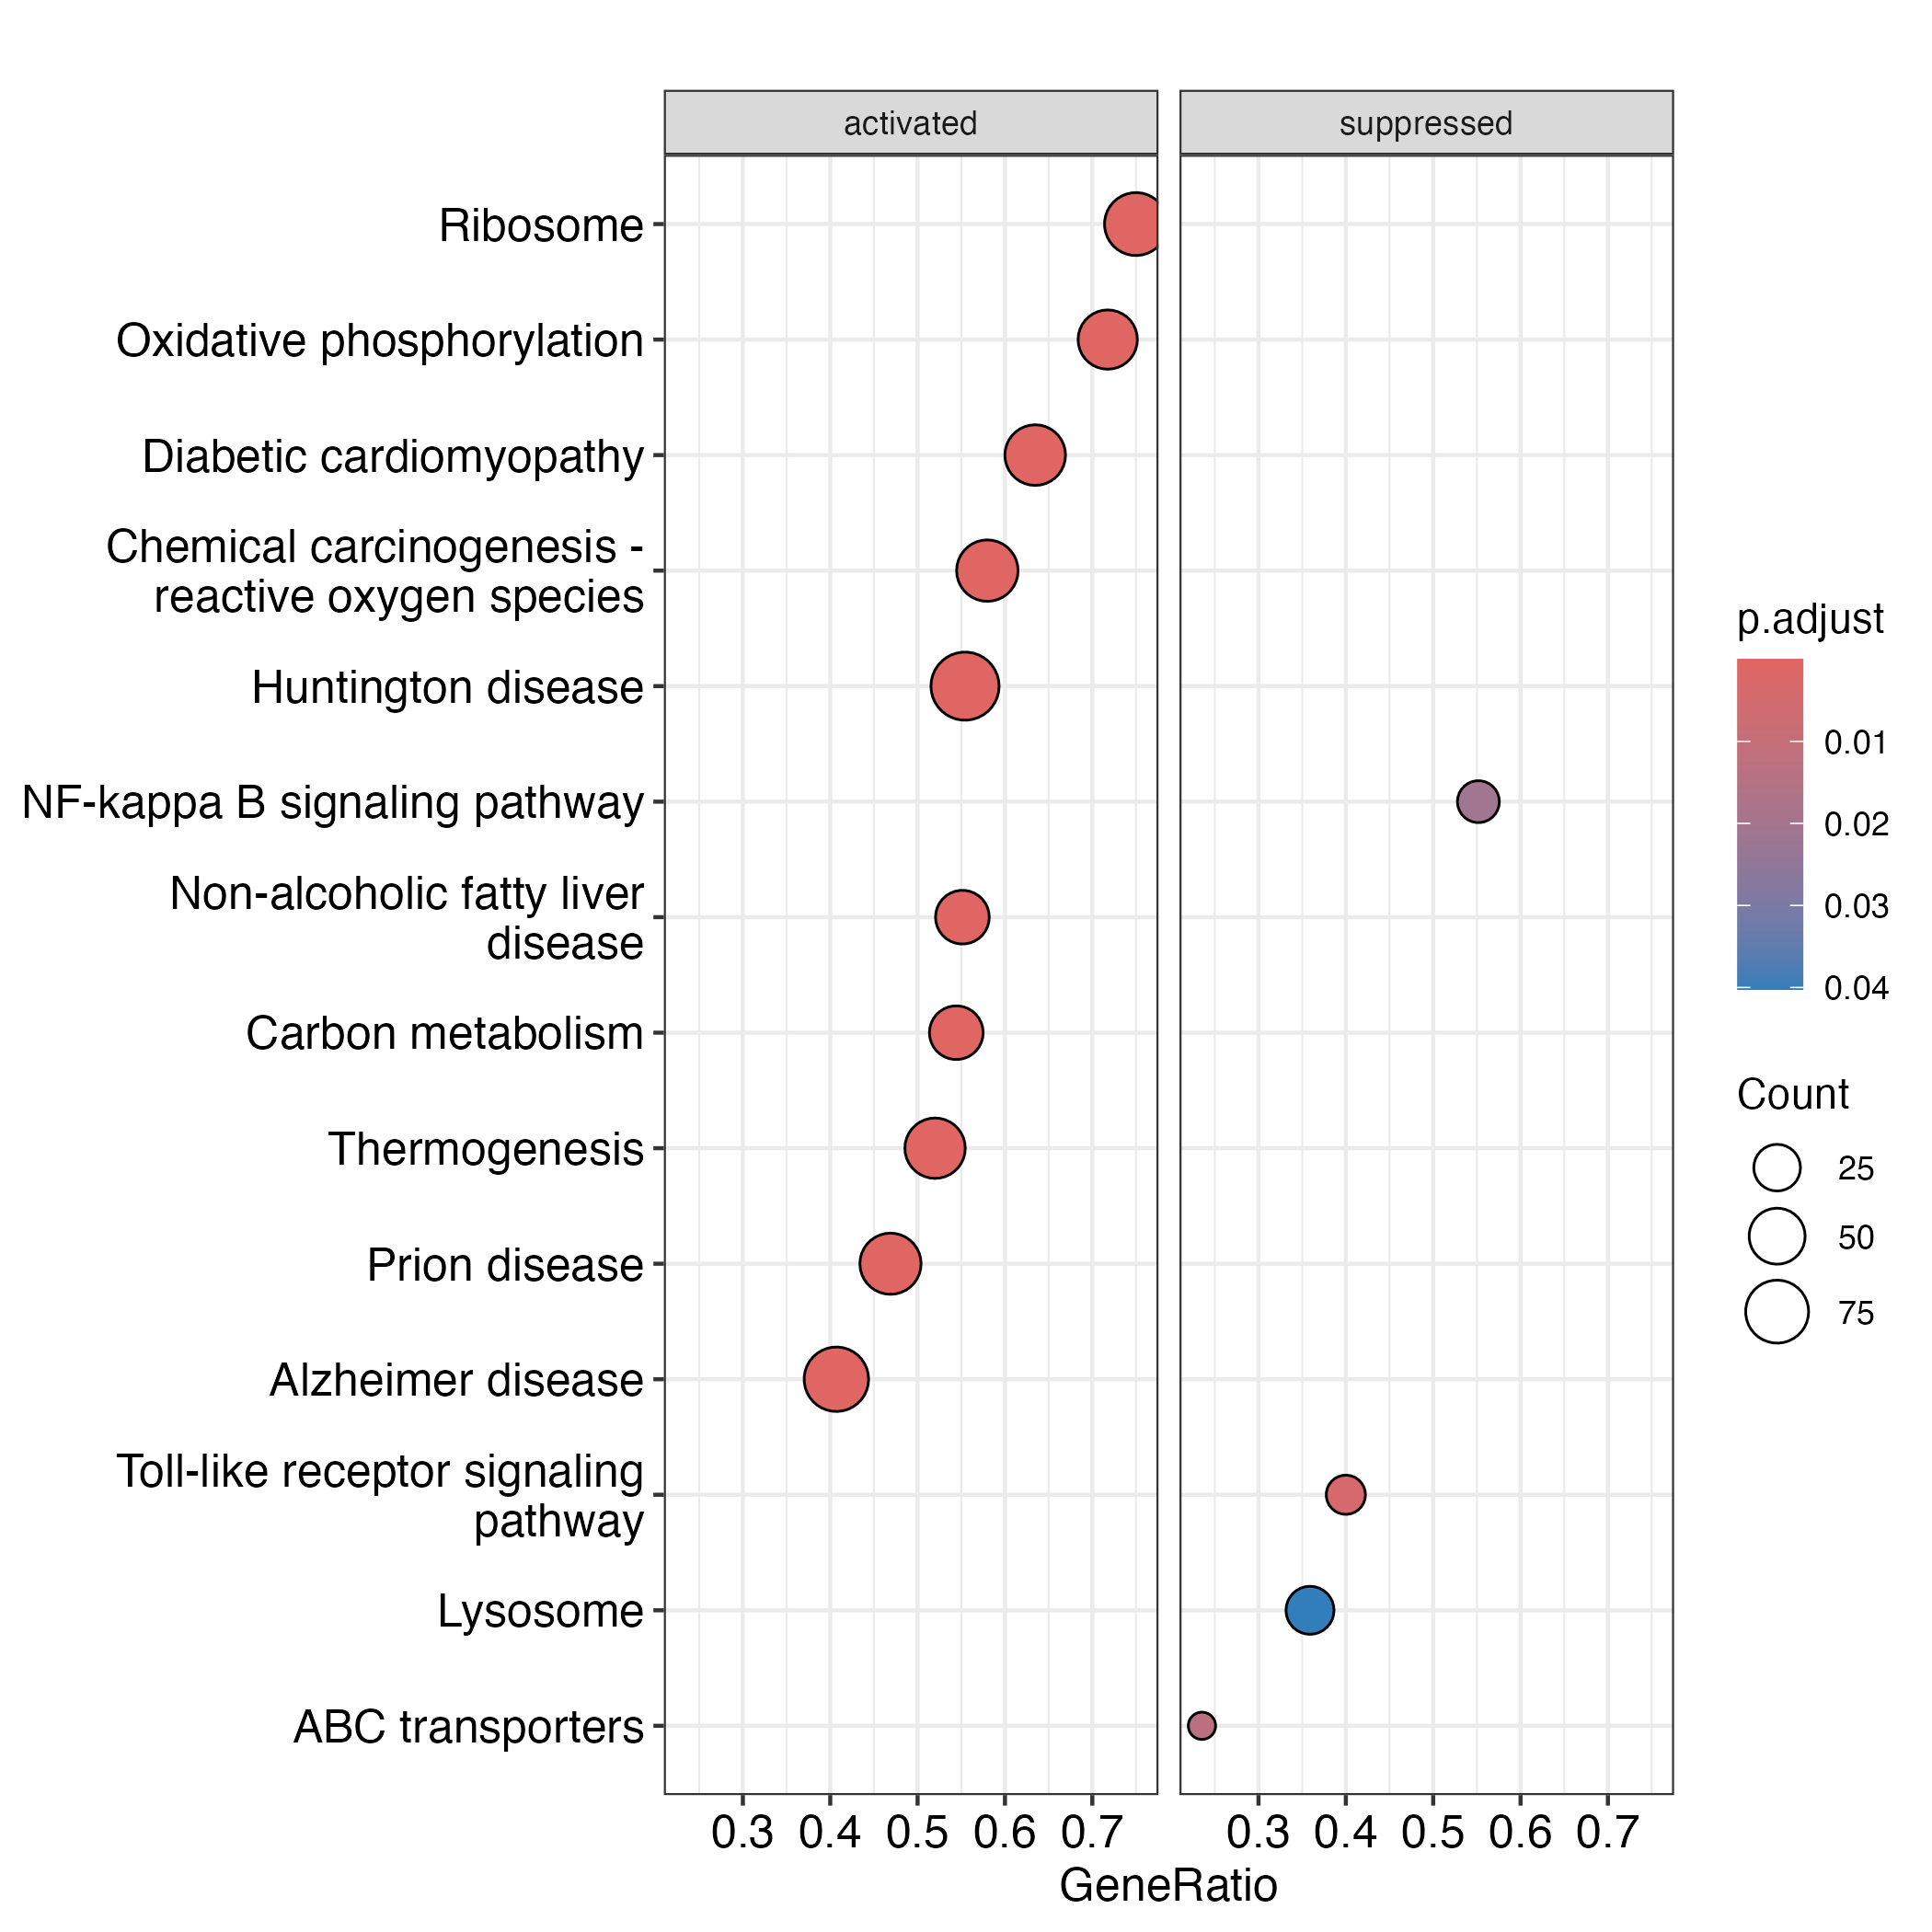 activated
suppressed
Ribosome
Oxidative phosphorylation
Diabetic cardiomyopathy
Chemical carcinogenesis -
reactive oxygen species
Huntington disease
NF-kappa B signaling pathway
Non-alcoholic fatty liver
disease
Carbon metabolism
Thermogenesis
Prion disease
Alzheimer disease
Toll-like receptor signaling
pathway
Lysosome
ABC transporters
0.3 0.4 0.5 0.6 0.7
0.3 0.4 0.5 0.6 0.7
GeneRatio
p.adjust
0.01
0.02
0.03
0.04
Count
25
50
75